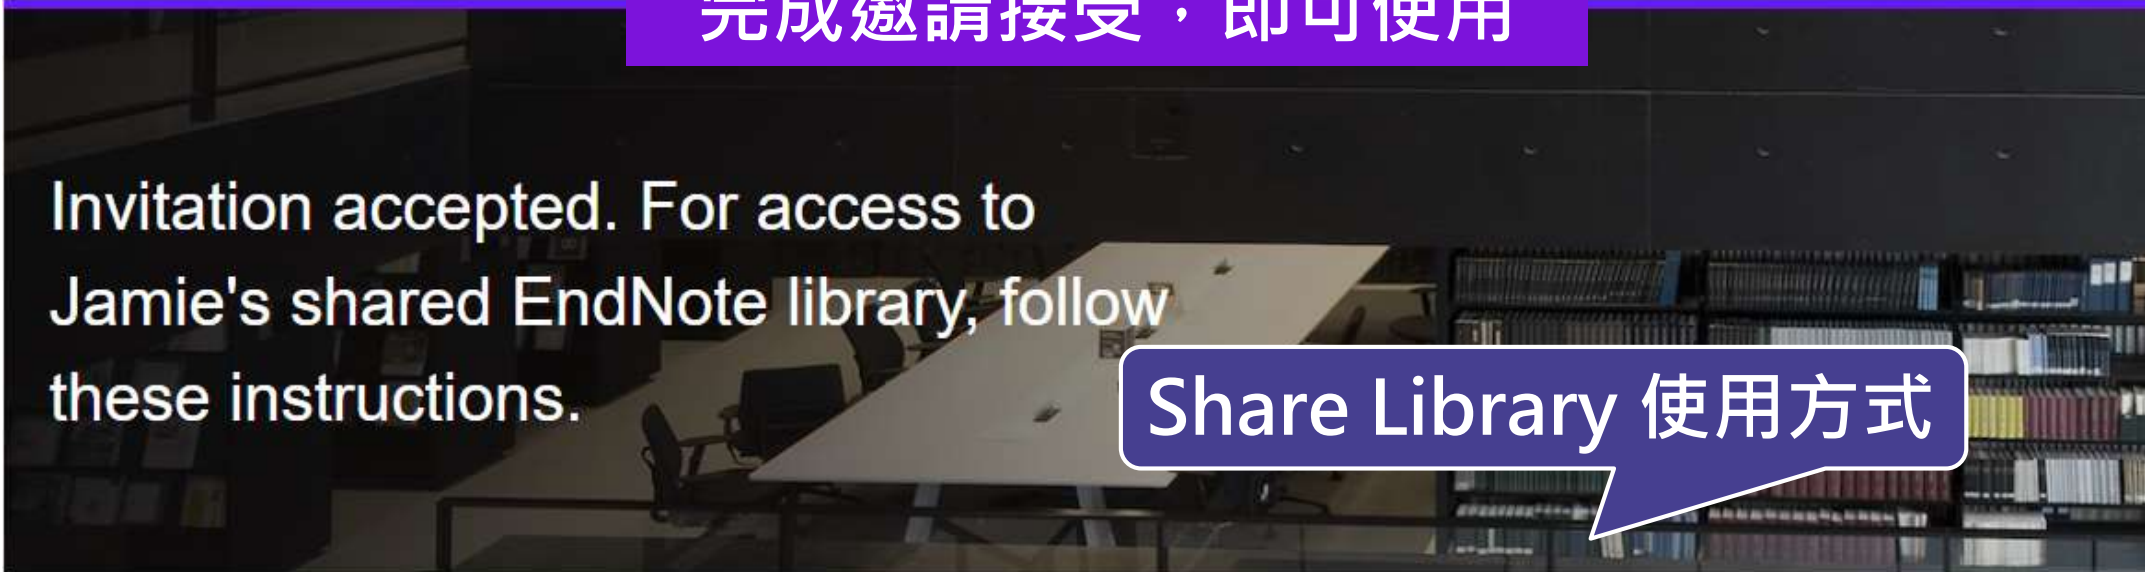 完成邀請接受，即可使用
Invitation accepted. For access to
Jamie's shared EndNote library, follow
these instructions.
Share Library 使用方式